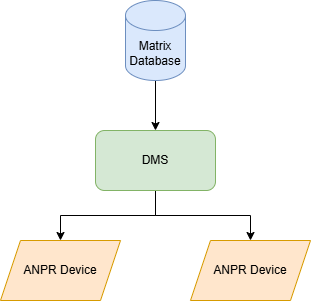 Matrix
Database
DMS
ANPR Device
ANPR Device